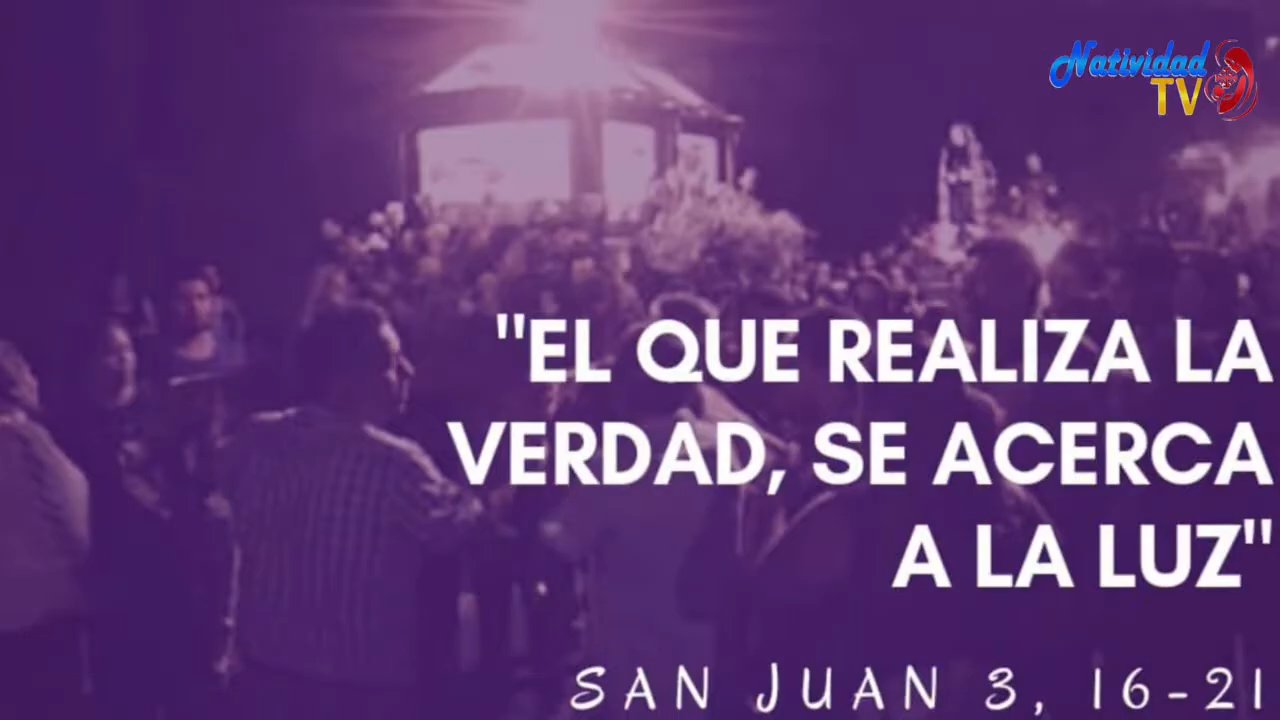 Natividad
TV
"EL QUE REALIZA LA
VERDAD, SE ACERCA
A LA LUZ"
SAN JUAN 3, 16-21